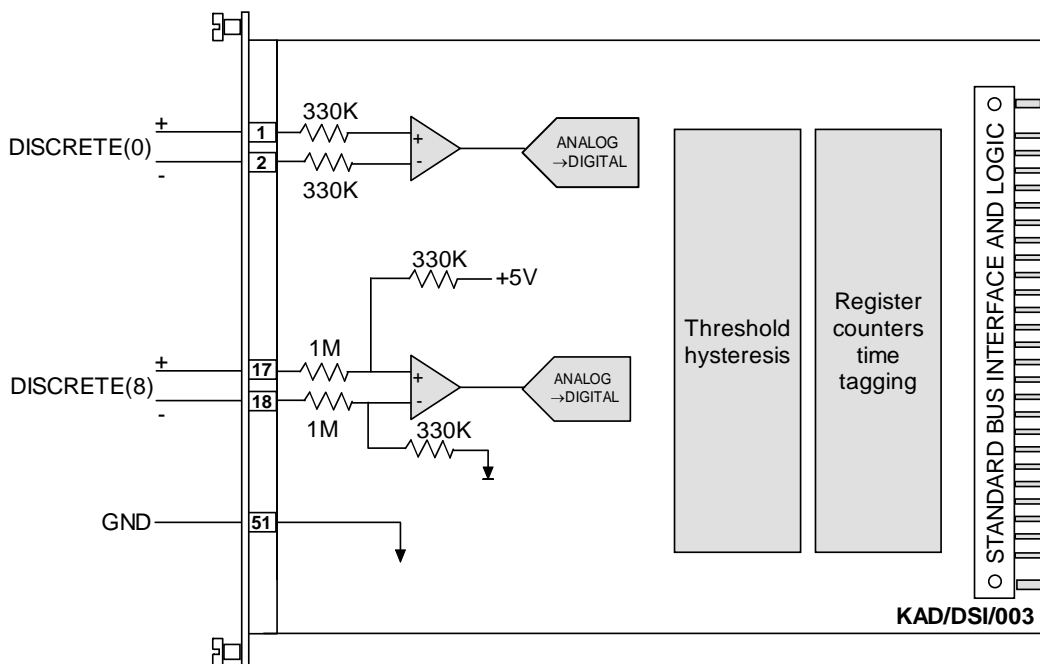 330K
+
DISCRETE(0)
-
1
2
+
-
330K
ANALOG
→DIGITAL
330K
+5V
1M
+
DISCRETE(8)
-
17
18
+
-
1M
330K
ANALOG
→DIGITAL
GND
51
Threshold
hysteresis
Register
counters
time
tagging
STANDARD BUS INTERFACE AND LOGIC
KAD/DSI/003